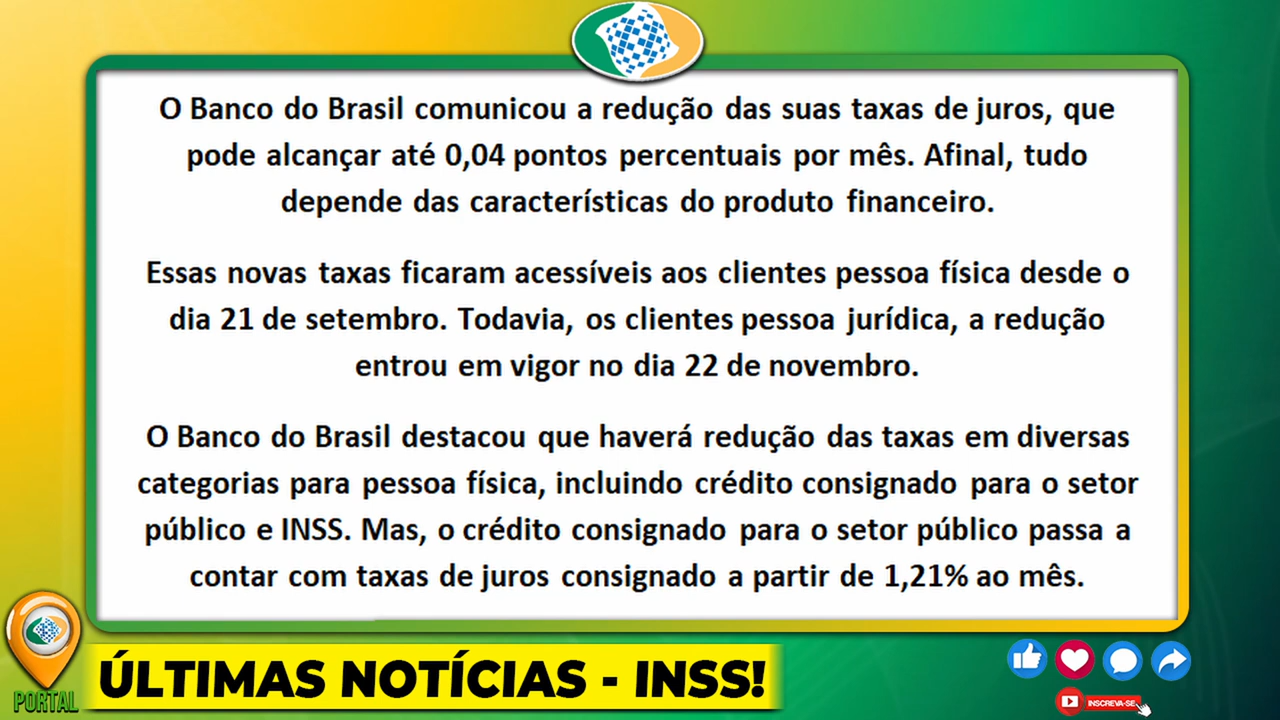 O Banco do Brasil comunicou a redução das suas taxas de juros, que
pode alcançar até 0,04 pontos percentuais por mês. Afinal, tudo
depende das características do produto financeiro.
Essas novas taxas ficaram acessíveis aos clientes pessoa física desde o
dia 21 de setembro. Todavia, os clientes pessoa jurídica, a redução
entrou em vigor no dia 22 de novembro.
O Banco do Brasil destacou que haverá redução das taxas em diversas
categorias para pessoa física, incluindo crédito consignado para o setor
público e INSS. Mas, o crédito consignado para o setor público passa a
contar com taxas de juros consignado a partir de 1,21% ao mês.
PORTAL
ÚLTIMAS NOTÍCIAS - INSS!
INSCREVA-SE